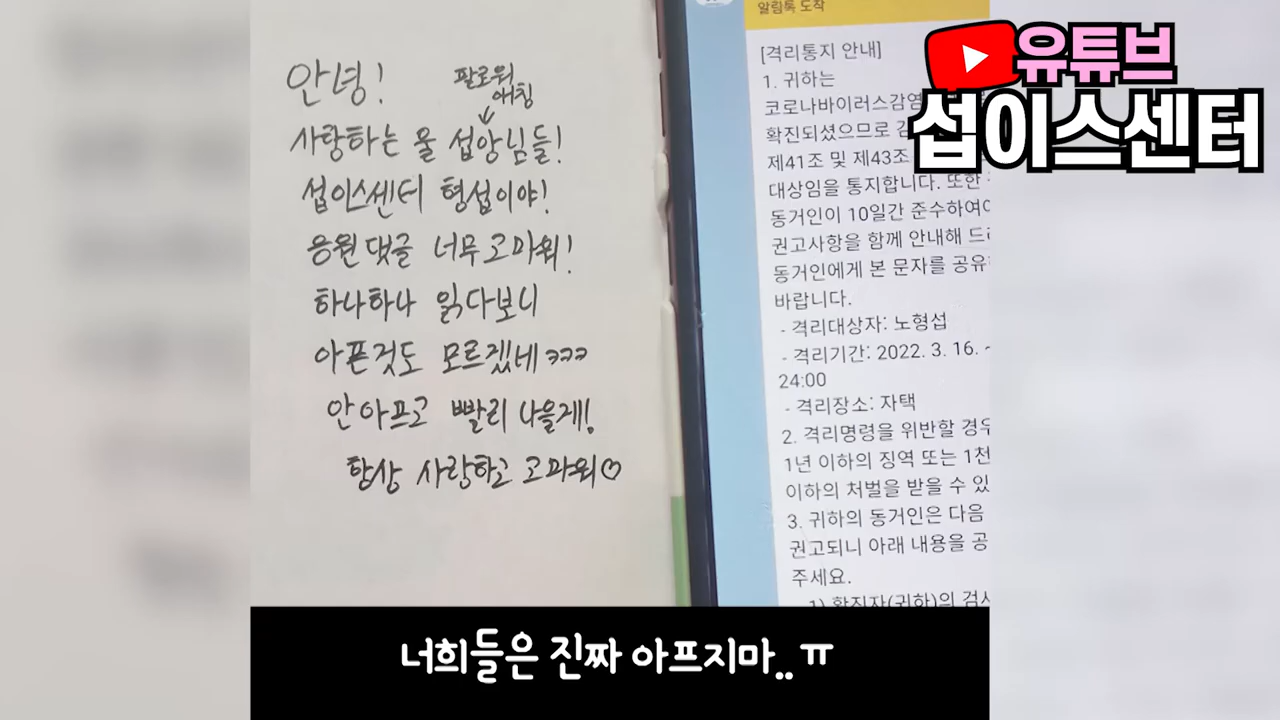 안녕!
팔로워
애칭
사랑하는 울 섭앙님들!
섭이스센터 형섭이야!
응원 댓글 너무 고마워!
하나하나 읽다보니
아픈것도 모르겠네 ㅋㅋㅋ
안아프고 빨리 나을게!
항상 사랑하고 고마워♡
알림톡 도착
[격리통지 안내]
1. 귀하는
코로나바이러스감염
확진되셨으므로 감
제41조 및 제43조
대상임을 통지합니다. 또한
동거인이 10일간 준수하여야
권고사항을 함께 안내해 드리
동거인에게 본 문자를 공유
바랍니다.
- 격리대상자: 노형섭
- 격리기간: 2022. 3. 16. ~
24:00
- 격리장소: 자택
2. 격리명령을 위반할 경우
1년 이하의 징역 또는 1천
이하의 처벌을 받을 수 있
3. 귀하의 동거인은 다음
권고되니 아래 내용을 공
주세요.
1) 확진자(귀하)의 검사
유튜브
섭이스센터
너희들은 진짜 아프지마..ㅠ